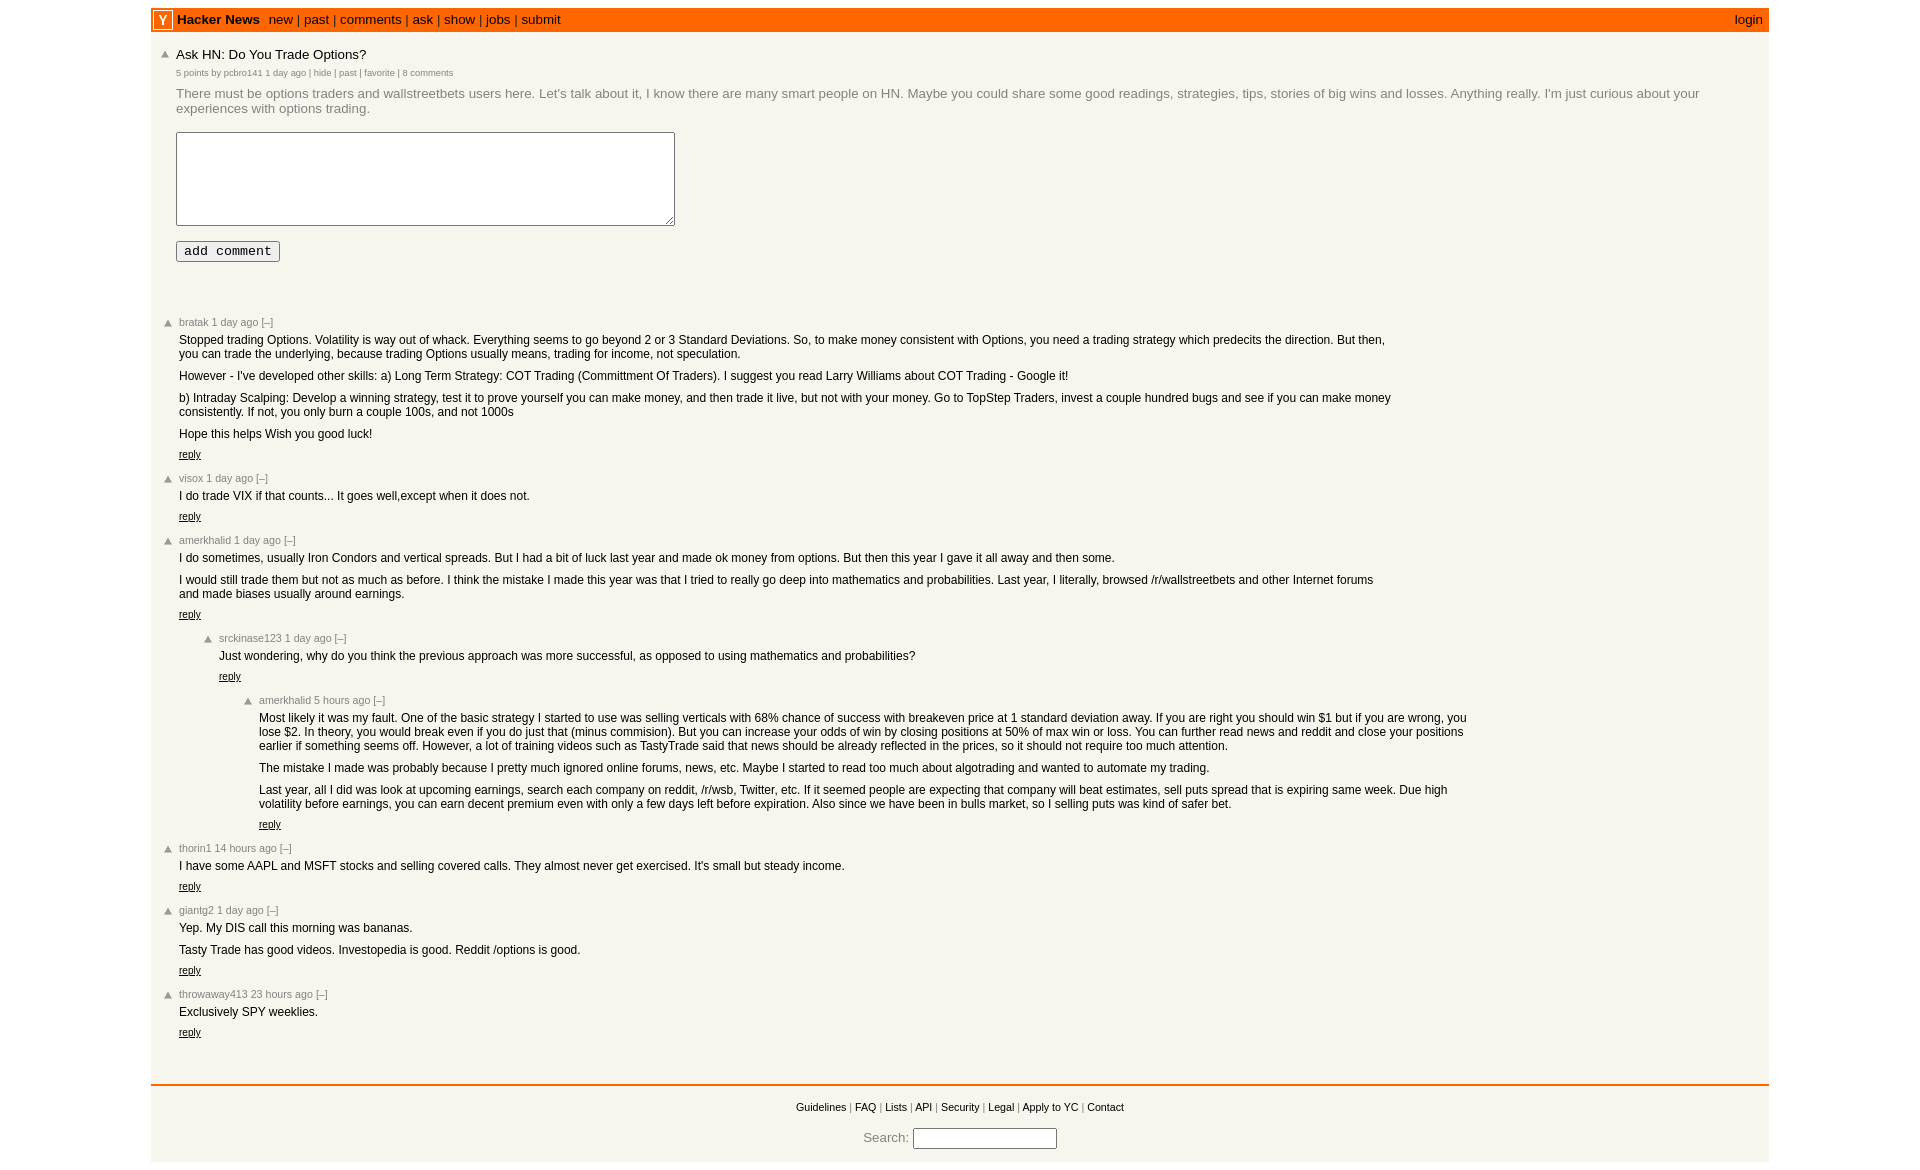 Y Hacker News new | past | comments | ask | show | jobs | submit login
Ask HN: Do You Trade Options?
5 points by pcbro141 1 day ago | hide | past | favorite | 8 comments
There must be options traders and wallstreetbets users here. Let's talk about it, I know there are many smart people on HN. Maybe you could share some good readings, strategies, tips, stories of big wins and losses. Anything really. I'm just curious about your
experiences with options trading.
add comment
bratak 1 day ago [–]
Stopped trading Options. Volatility is way out of whack. Everything seems to go beyond 2 or 3 Standard Deviations. So, to make money consistent with Options, you need a trading strategy which predecits the direction. But then,
you can trade the underlying, because trading Options usually means, trading for income, not speculation.
However - I've developed other skills: a) Long Term Strategy: COT Trading (Committment Of Traders). I suggest you read Larry Williams about COT Trading - Google it!
b) Intraday Scalping: Develop a winning strategy, test it to prove yourself you can make money, and then trade it live, but not with your money. Go to TopStep Traders, invest a couple hundred bugs and see if you can make money
consistently. If not, you only burn a couple 100s, and not 1000s
Hope this helps Wish you good luck!
reply
visox 1 day ago [–]
I do trade VIX if that counts... It goes well,except when it does not.
reply
amerkhalid 1 day ago [–]
I do sometimes, usually Iron Condors and vertical spreads. But I had a bit of luck last year and made ok money from options. But then this year I gave it all away and then some.
I would still trade them but not as much as before. I think the mistake I made this year was that I tried to really go deep into mathematics and probabilities. Last year, I literally, browsed /r/wallstreetbets and other Internet forums
and made biases usually around earnings.
reply
srckinase123 1 day ago [–]
Just wondering, why do you think the previous approach was more successful, as opposed to using mathematics and probabilities?
reply
amerkhalid 5 hours ago [–]
Most likely it was my fault. One of the basic strategy I started to use was selling verticals with 68% chance of success with breakeven price at 1 standard deviation away. If you are right you should win $1 but if you are wrong, you
lose $2. In theory, you would break even if you do just that (minus commision). But you can increase your odds of win by closing positions at 50% of max win or loss. You can further read news and reddit and close your positions
earlier if something seems off. However, a lot of training videos such as TastyTrade said that news should be already reflected in the prices, so it should not require too much attention.
The mistake I made was probably because I pretty much ignored online forums, news, etc. Maybe I started to read too much about algotrading and wanted to automate my trading.
Last year, all I did was look at upcoming earnings, search each company on reddit, /r/wsb, Twitter, etc. If it seemed people are expecting that company will beat estimates, sell puts spread that is expiring same week. Due high
volatility before earnings, you can earn decent premium even with only a few days left before expiration. Also since we have been in bulls market, so I selling puts was kind of safer bet.
reply
thorin1 14 hours ago [–]
I have some AAPL and MSFT stocks and selling covered calls. They almost never get exercised. It's small but steady income.
reply
giantg2 1 day ago [–]
Yep. My DIS call this morning was bananas.
Tasty Trade has good videos. Investopedia is good. Reddit /options is good.
reply
throwaway413 23 hours ago [–]
Exclusively SPY weeklies.
reply
Guidelines | FAQ | Lists | API | Security | Legal | Apply to YC | Contact
Search: